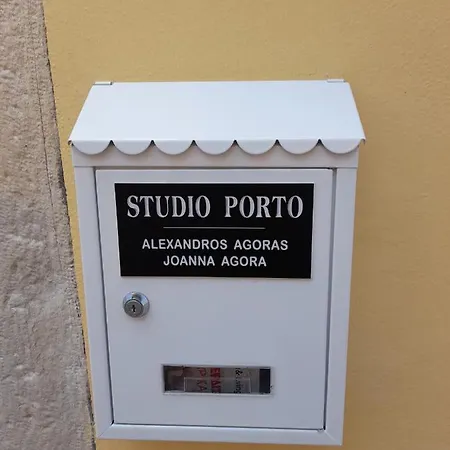 STUDIO PORTO
ALEXANDROS AGORAS
JOANNA AGORA